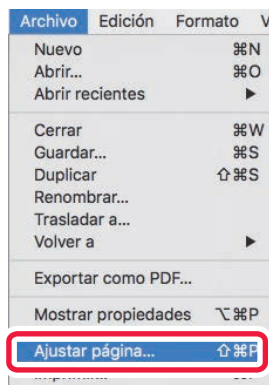 Archivo Edición Formato V
Nuevo ⌘N
Abrir... ⌘O
Abrir recientes ▶
Cerrar ⌘W
Guardar... ⌘S
Duplicar ⇧⌘S
Renombrar...
Trasladar a...
Volver a ▶
Exportar como PDF...
Mostrar propiedades ⌥⌘P
Ajustar página... ⇧⌘P